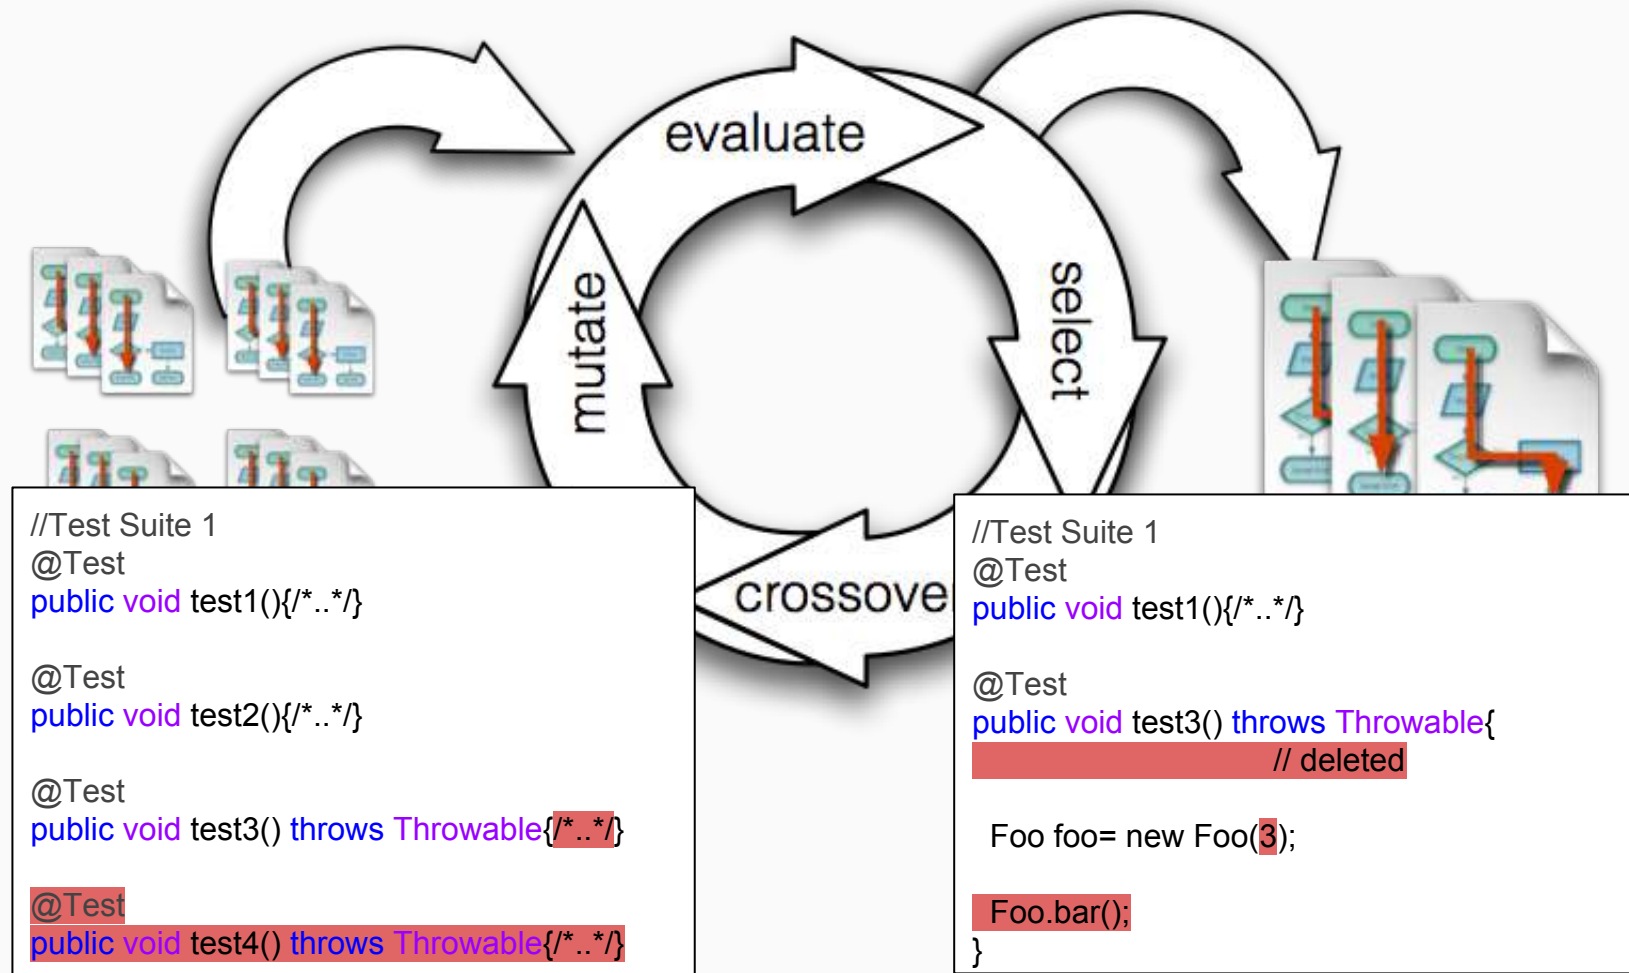 evaluate
select
mutate
crossove
//Test Suite 1
@Test
public void test1(){/*..*/}
@Test
public void test2(){/*..*/}
@Test
public void test3() throws Throwable{/*..*/}
@Test
public void test4() throws Throwable{/*..*/}
//Test Suite 1
@Test
public void test1(){/*..*/}
@Test
public void test3() throws Throwable{
// deleted
Foo foo= new Foo(3);
Foo.bar();
}